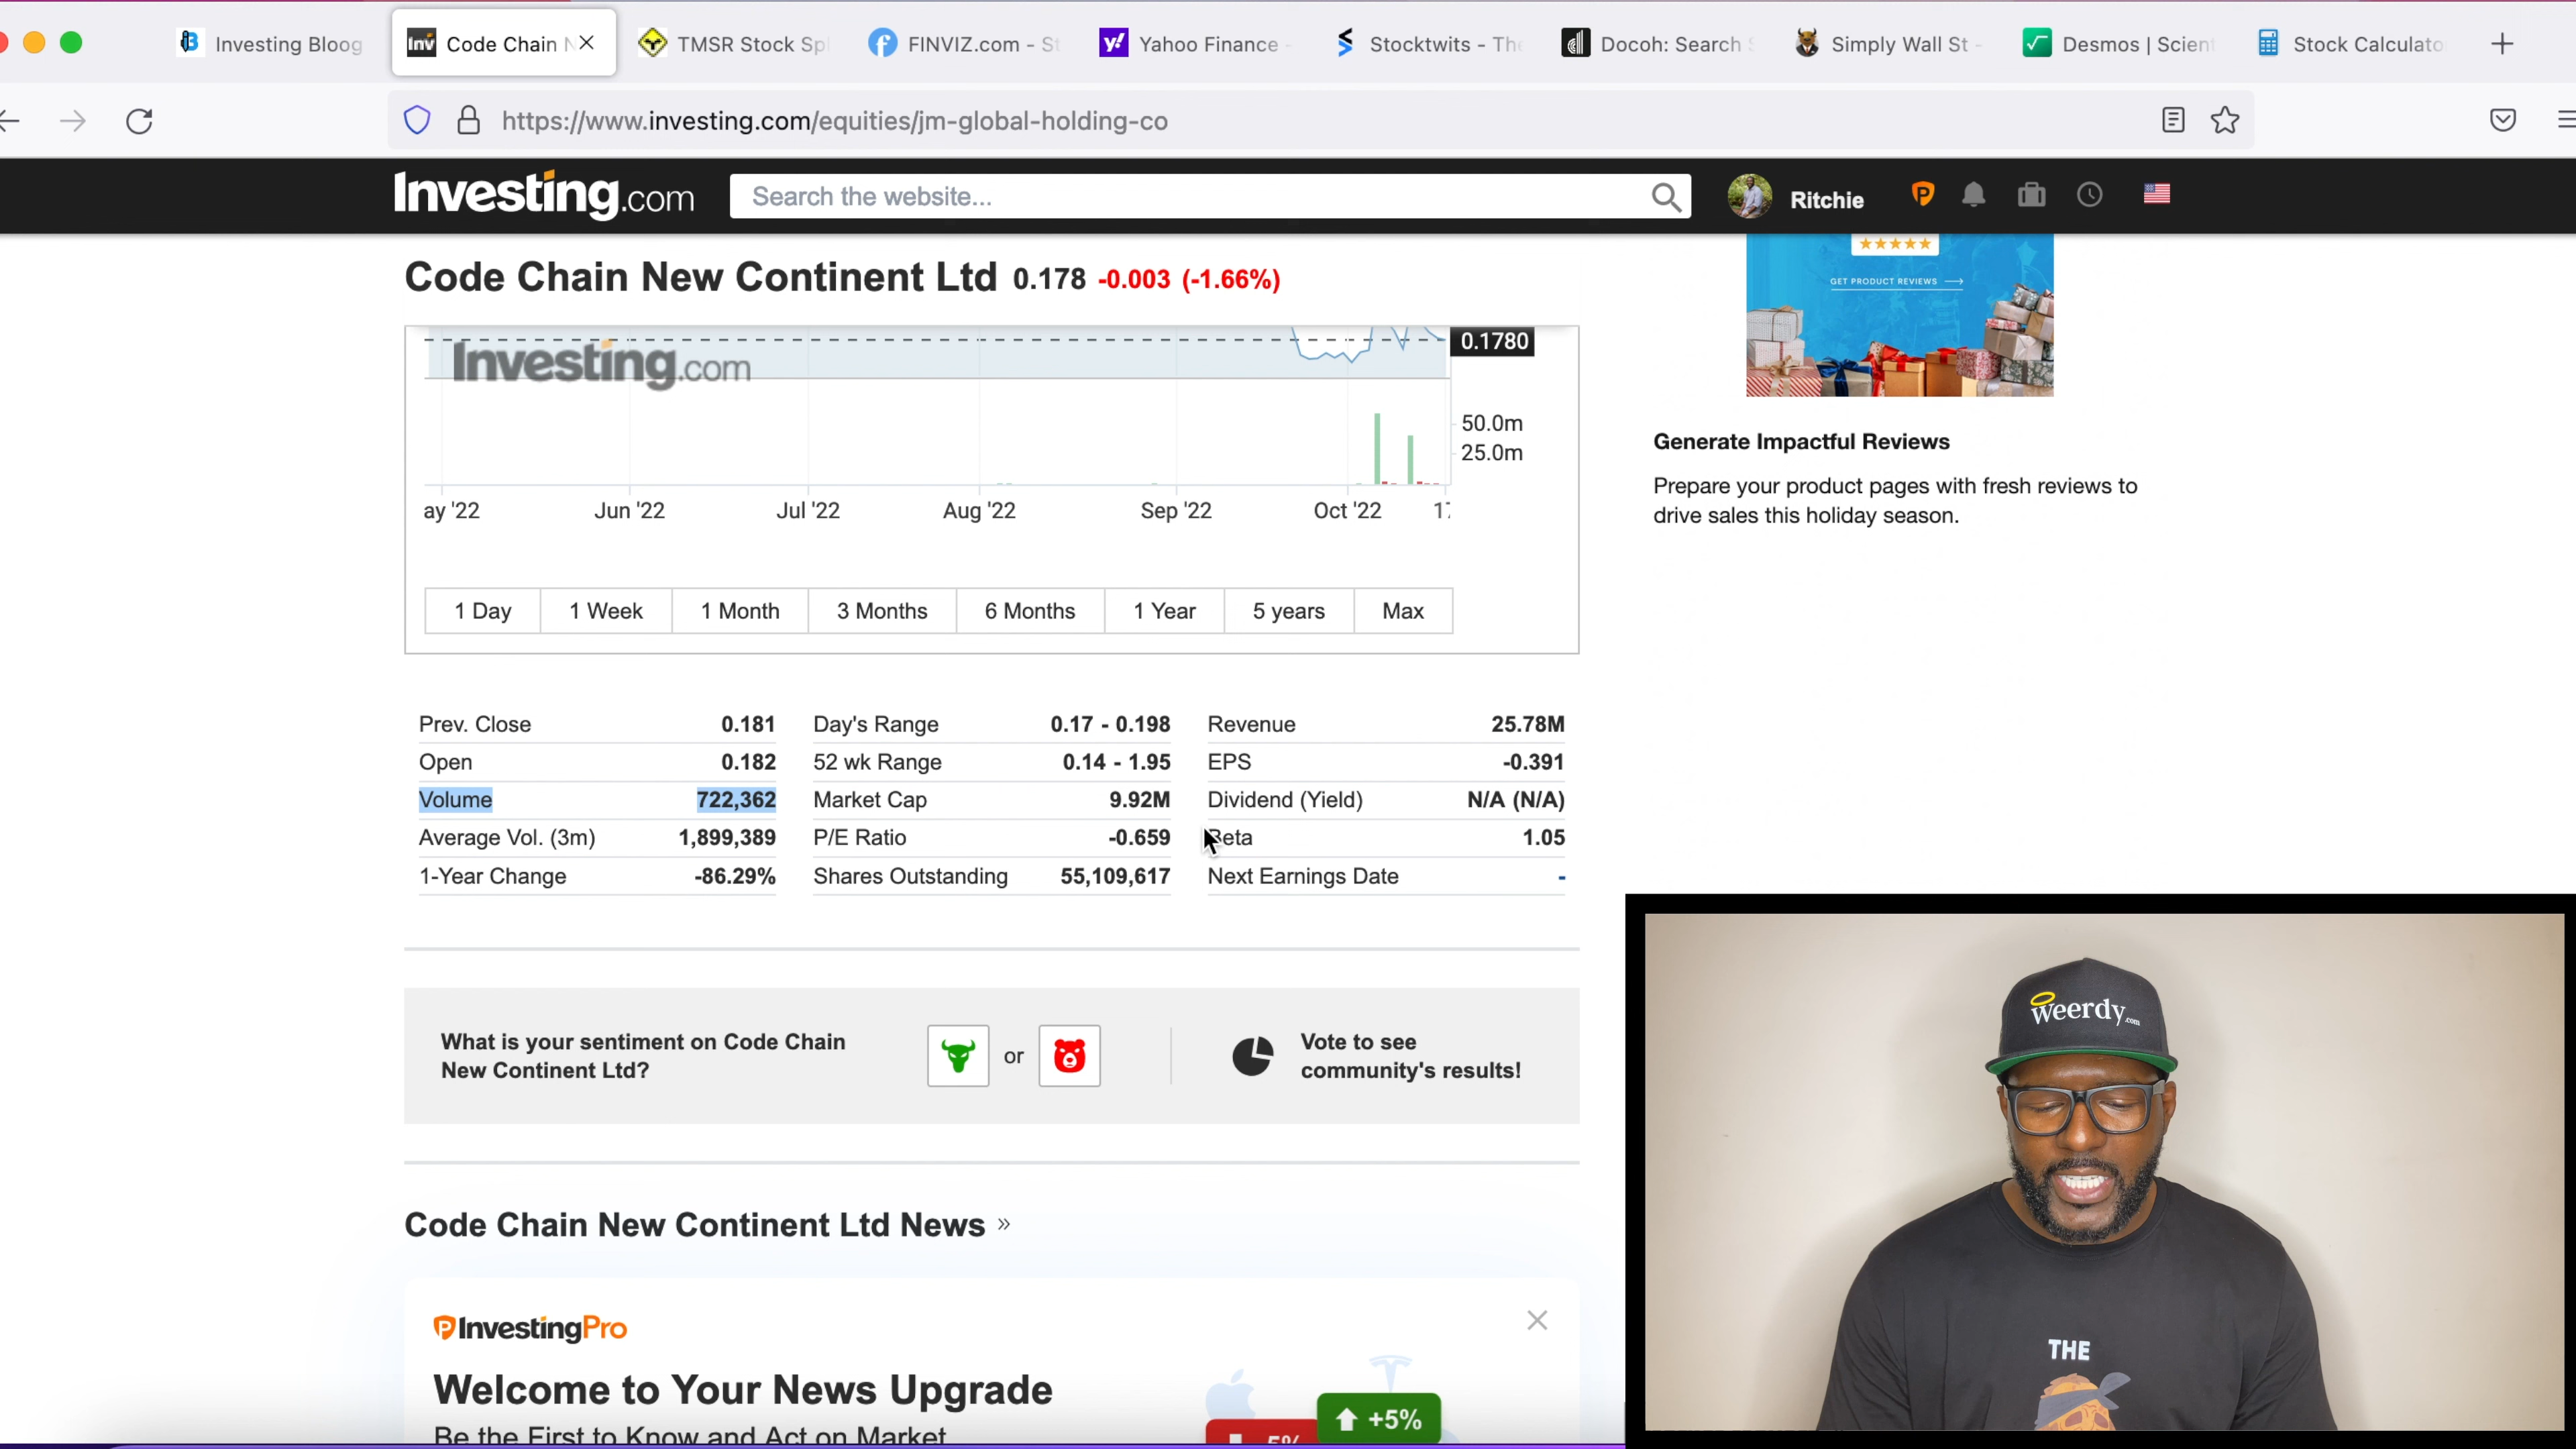 Investing Bloog
Code Chain N
TMSR Stock Spl
FINVIZ.com - St
Yahoo Finance -
Stocktwits - The
Docoh: Search S
Simply Wall St -
Desmos | Scient
Stock Calculato
https://www.investing.com/equities/jm-global-holding-co
Investing.com
Search the website...
Ritchie
Code Chain New Continent Ltd 0.178 -0.003 (-1.66%)
GET PRODUCT REVIEWS
Investing.com
0.1780
50.0m
25.0m
ay '22 Jun '22 Jul '22 Aug '22 Sep '22 Oct '22 17
1 Day 1 Week 1 Month 3 Months 6 Months 1 Year 5 years Max
Generate Impactful Reviews
Prepare your product pages with fresh reviews to
drive sales this holiday season.
Prev. Close 0.181 Day's Range 0.17 - 0.198 Revenue 25.78M
Open 0.182 52 wk Range 0.14 - 1.95 EPS -0.391
Volume 722,362 Market Cap 9.92M Dividend (Yield) N/A (N/A)
Average Vol. (3m) 1,899,389 P/E Ratio -0.659 Beta 1.05
1-Year Change -86.29% Shares Outstanding 55,109,617 Next Earnings Date -
What is your sentiment on Code Chain
New Continent Ltd?
or
Vote to see
community's results!
Code Chain New Continent Ltd News »
InvestingPro
Welcome to Your News Upgrade
Be the First to Know and Act on Market
+5%
5%
weerdy.com
THE